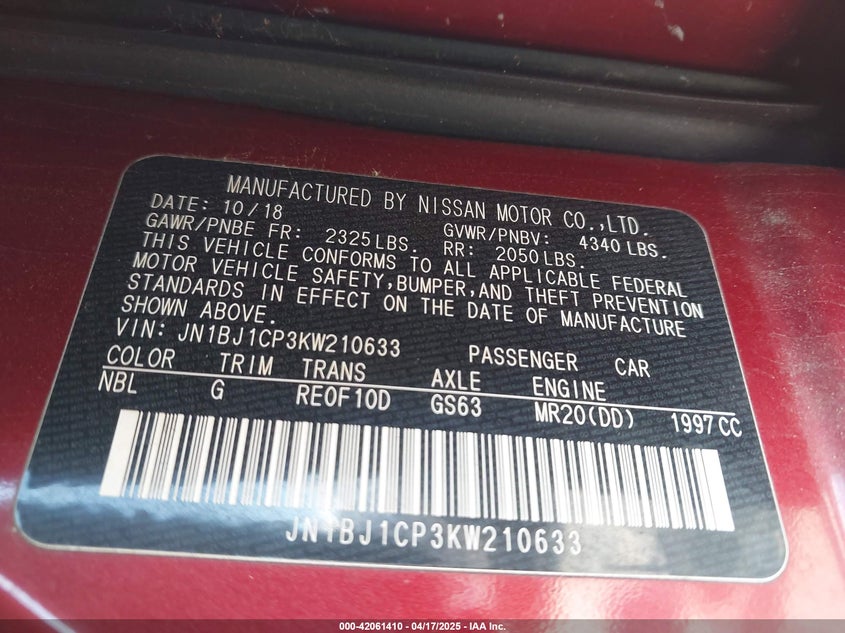 MANUFACTURED BY NISSAN MOTOR CO.,LTD.
DATE: 10/18 GVWR/PNBV: 4340 LBS.
GAWR/PNBE FR: 2325 LBS. RR: 2050 LBS.
THIS VEHICLE CONFORMS TO ALL APPLICABLE FEDERAL
MOTOR VEHICLE SAFETY,BUMPER,AND THEFT PREVENTION
STANDARDS IN EFFECT ON THE DATE OF MANUFACTURE
SHOWN ABOVE.
VIN: JN1BJ1CP3KW210633 PASSENGER CAR
COLOR TRIM TRANS AXLE ENGINE
NBL G RE0F10D GS63 MR20(DD) 1997 CC
JN1BJ1CP3KW210633
000-42061410 - 04/17/2025 - IAA Inc.